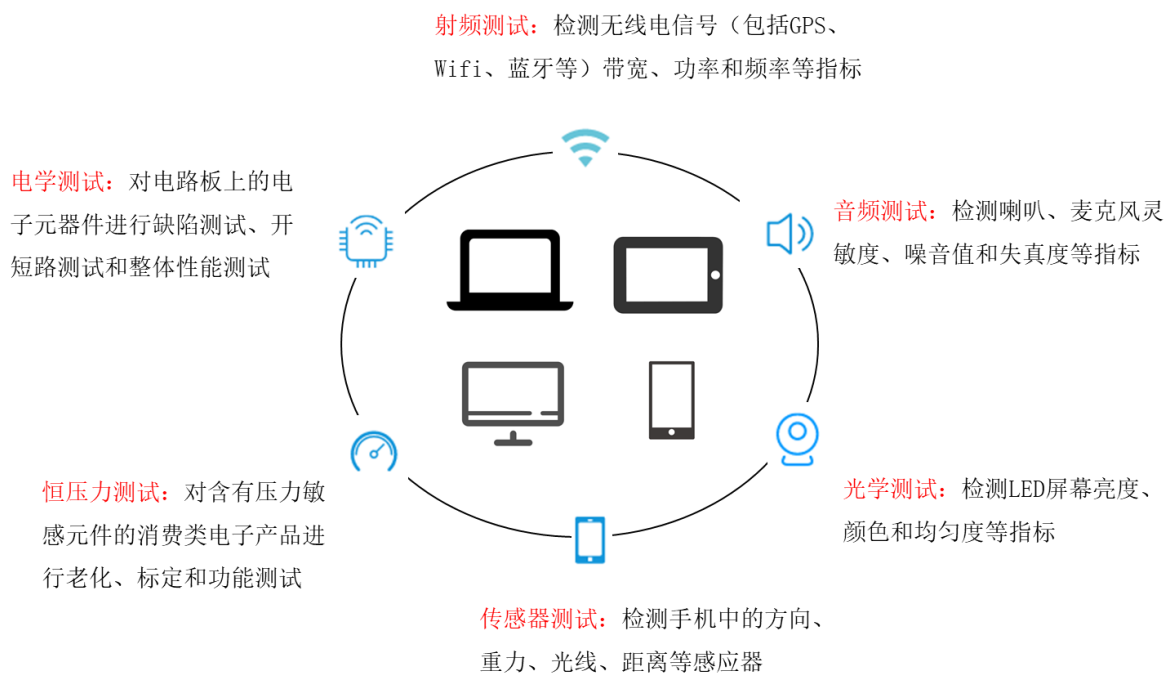 射频测试：检测无线电信号（包括GPS、
Wifi、蓝牙等）带宽、功率和频率等指标
电学测试：对电路板上的电
子元器件进行缺陷测试、开
短路测试和整体性能测试
音频测试：检测喇叭、麦克风灵
敏度、噪音值和失真度等指标
恒压力测试：对含有压力敏
感元件的消费类电子产品进
行老化、标定和功能测试
光学测试：检测LED屏幕亮度、
颜色和均匀度等指标
传感器测试：检测手机中的方向、
重力、光线、距离等感应器